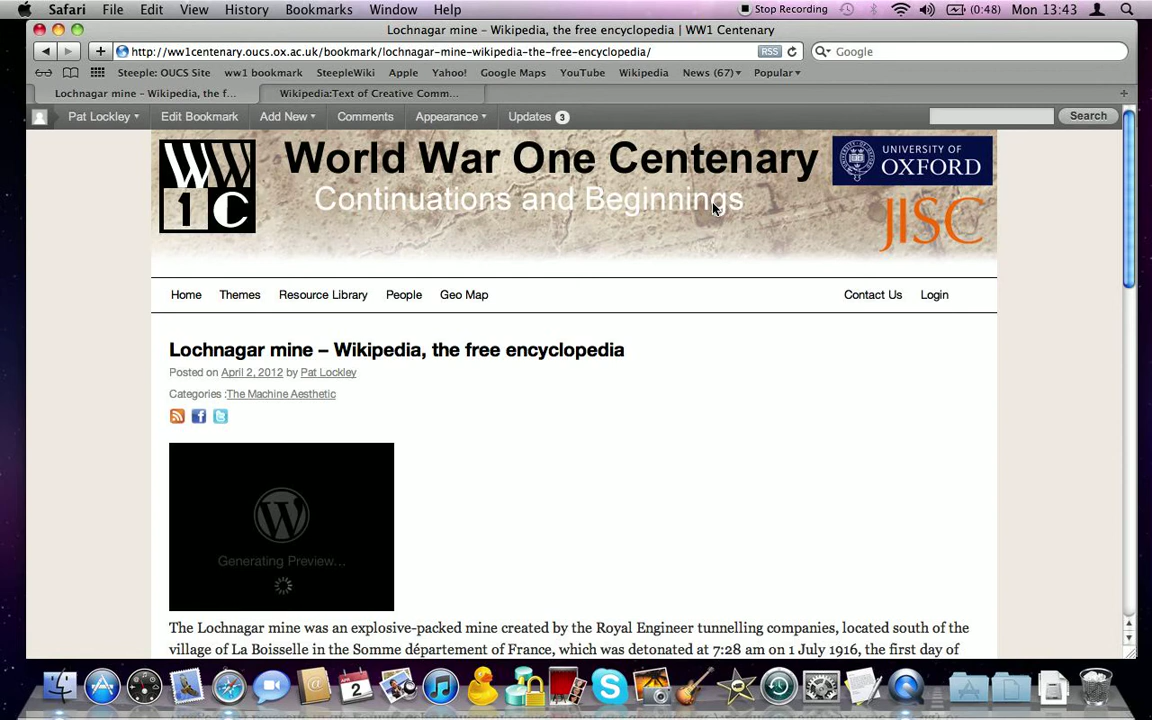 Safari File Edit View History Bookmarks Window Help Stop Recording (0:48) Mon 13:43
Lochnagar mine – Wikipedia, the free encyclopedia | WW1 Centenary
http://ww1centenary.oucs.ox.ac.uk/bookmark/lochnagar-mine-wikipedia-the-free-encyclopedia/ RSS Google
Steeple: OUCS Site ww1 bookmark SteepleWiki Apple Yahoo! Google Maps YouTube Wikipedia News (67) Popular
Lochnagar mine – Wikipedia, the f... Wikipedia:Text of Creative Comm...
Pat Lockley Edit Bookmark Add New Comments Appearance Updates 3 Search
WW1C
World War One Centenary
Continuations and Beginnings
UNIVERSITY OF OXFORD
JISC
Home Themes Resource Library People Geo Map Contact Us Login
Lochnagar mine – Wikipedia, the free encyclopedia
Posted on April 2, 2012 by Pat Lockley
Categories :The Machine Aesthetic
Generating Preview...
The Lochnagar mine was an explosive-packed mine created by the Royal Engineer tunnelling companies, located south of the
village of La Boisselle in the Somme département of France, which was detonated at 7:28 am on 1 July 1916, the first day of